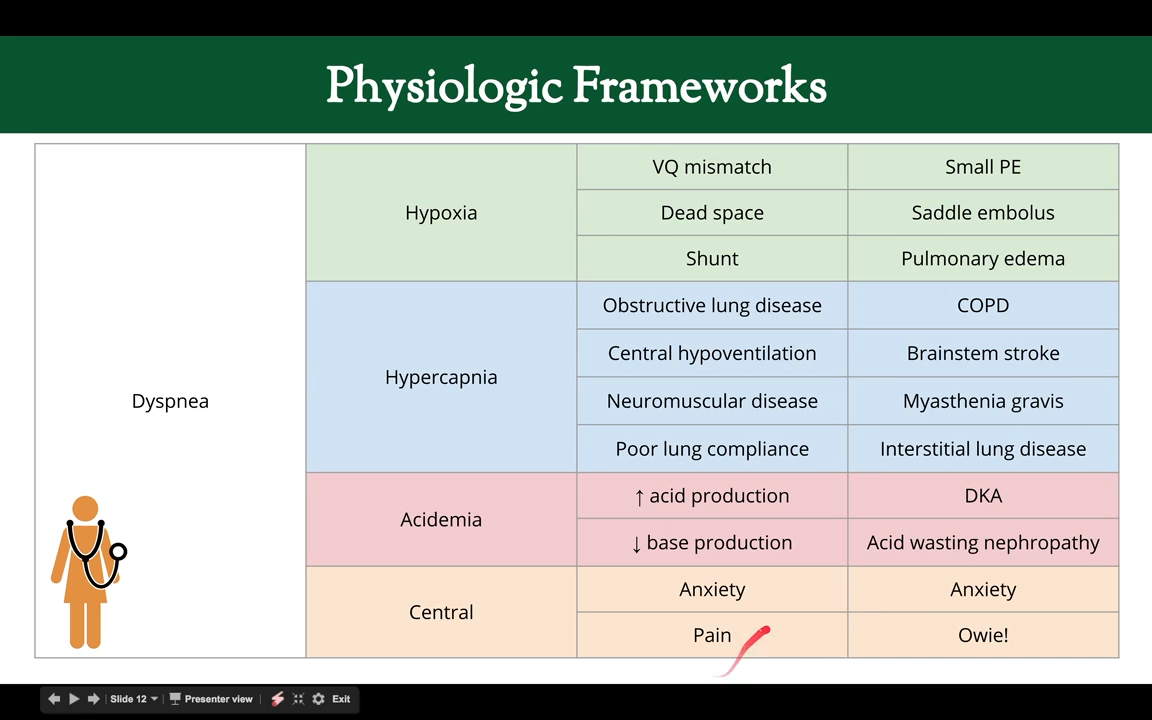 Physiologic Frameworks
Dyspnea
Hypoxia
VQ mismatch
Small PE
Dead space
Saddle embolus
Shunt
Pulmonary edema
Hypercapnia
Obstructive lung disease
COPD
Central hypoventilation
Brainstem stroke
Neuromuscular disease
Myasthenia gravis
Poor lung compliance
Interstitial lung disease
Acidemia
↑ acid production
DKA
↓ base production
Acid wasting nephropathy
Central
Anxiety
Anxiety
Pain
Owie!
Slide 12
Presenter view
Exit